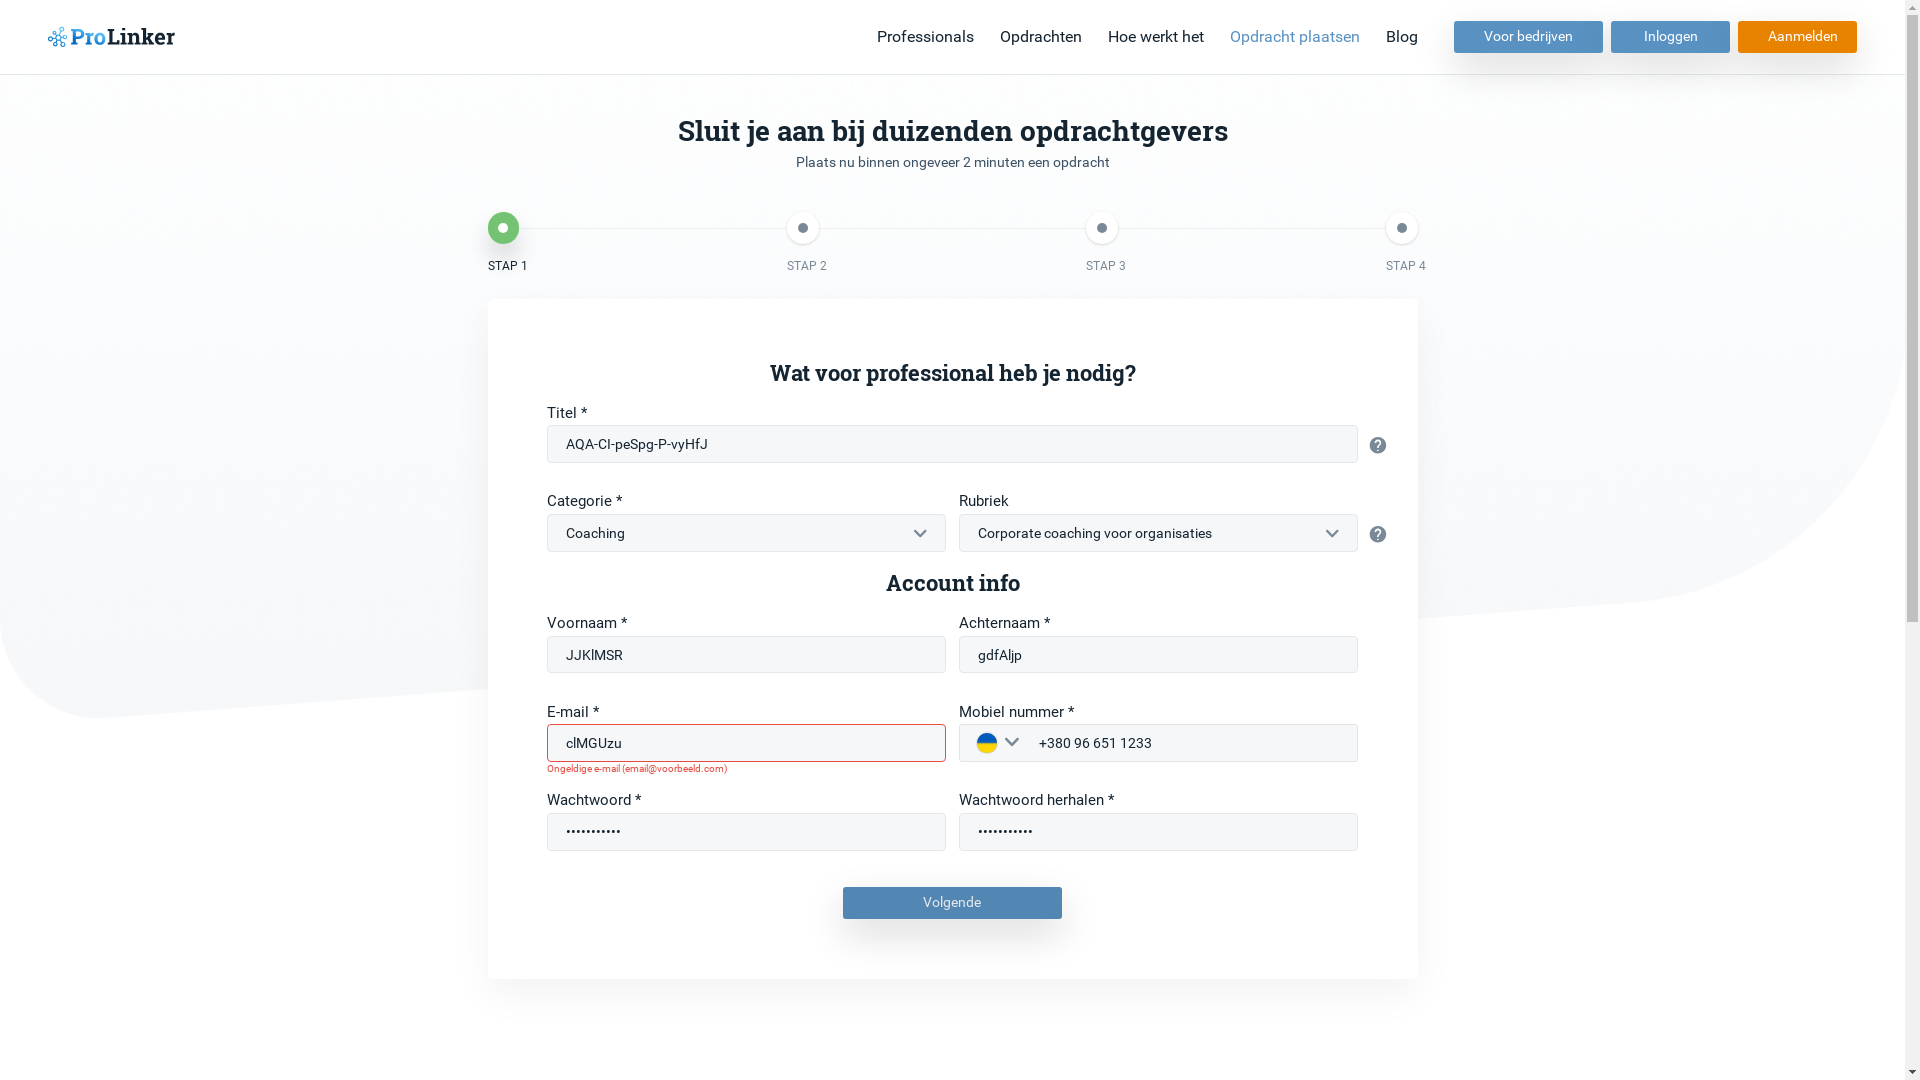 ProLinker
Professionals Opdrachten Hoe werkt het Opdracht plaatsen Blog Voor bedrijven Inloggen Aanmelden
Sluit je aan bij duizenden opdrachtgevers
Plaats nu binnen ongeveer 2 minuten een opdracht
STAP 1 STAP 2 STAP 3 STAP 4
Wat voor professional heb je nodig?
Titel *
AQA-CI-peSpg-P-vyHfJ
Categorie * Rubriek
Coaching Corporate coaching voor organisaties
Account info
Voornaam * Achternaam *
JJKlMSR gdfAljp
E-mail * Mobiel nummer *
clMGUzu +380 96 651 1233
Ongeldige e-mail (email@voorbeeld.com)
Wachtwoord * Wachtwoord herhalen *
••••••••••• •••••••••••
Volgende